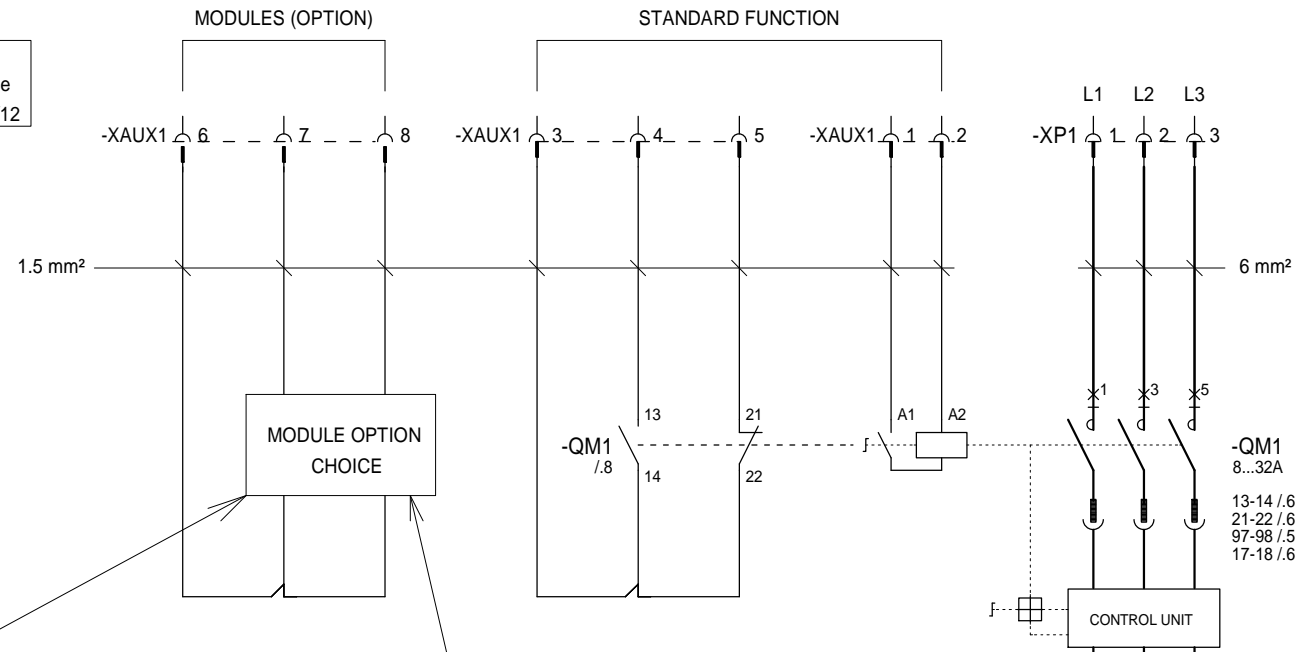 MODULES (OPTION)
STANDARD FUNCTION
e
12
L1 L2 L3
-XAUX1 6 7 8
-XAUX1 3 4 5
-XAUX1 1 2
-XP1 1 2 3
1.5 mm²
6 mm²
1 3 5
13 21 A1 A2
MODULE OPTION
CHOICE
-QM1
/.8
14 22
-QM1
8...32A
13-14 /.6
21-22 /.6
97-98 /.5
17-18 /.6
CONTROL UNIT